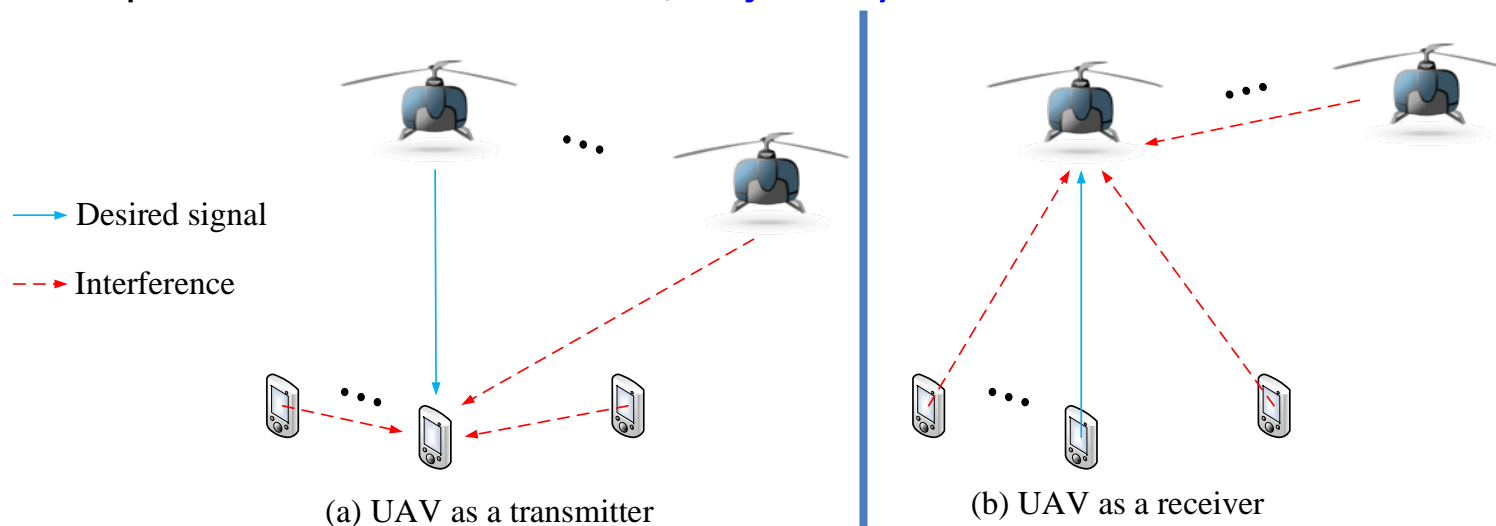 Desired signal
Interference
(a) UAV as a transmitter
(b) UAV as a receiver